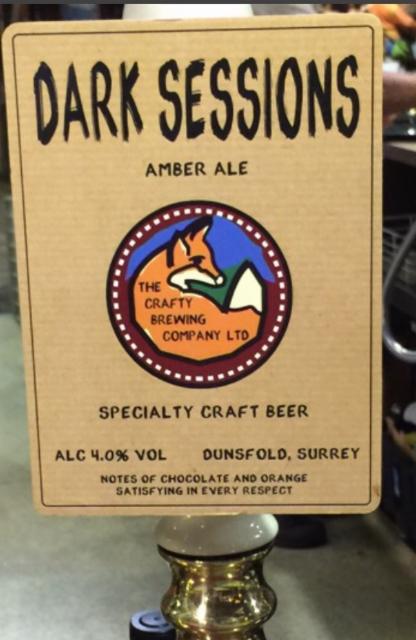 DARK SESSIONS
AMBER ALE
THE
CRAFTY
BREWING
COMPANY LTD
SPECIALTY CRAFT BEER
ALC 4.0% VOL DUNSFOLD, SURREY
NOTES OF CHOCOLATE AND ORANGE
SATISFYING IN EVERY RESPECT